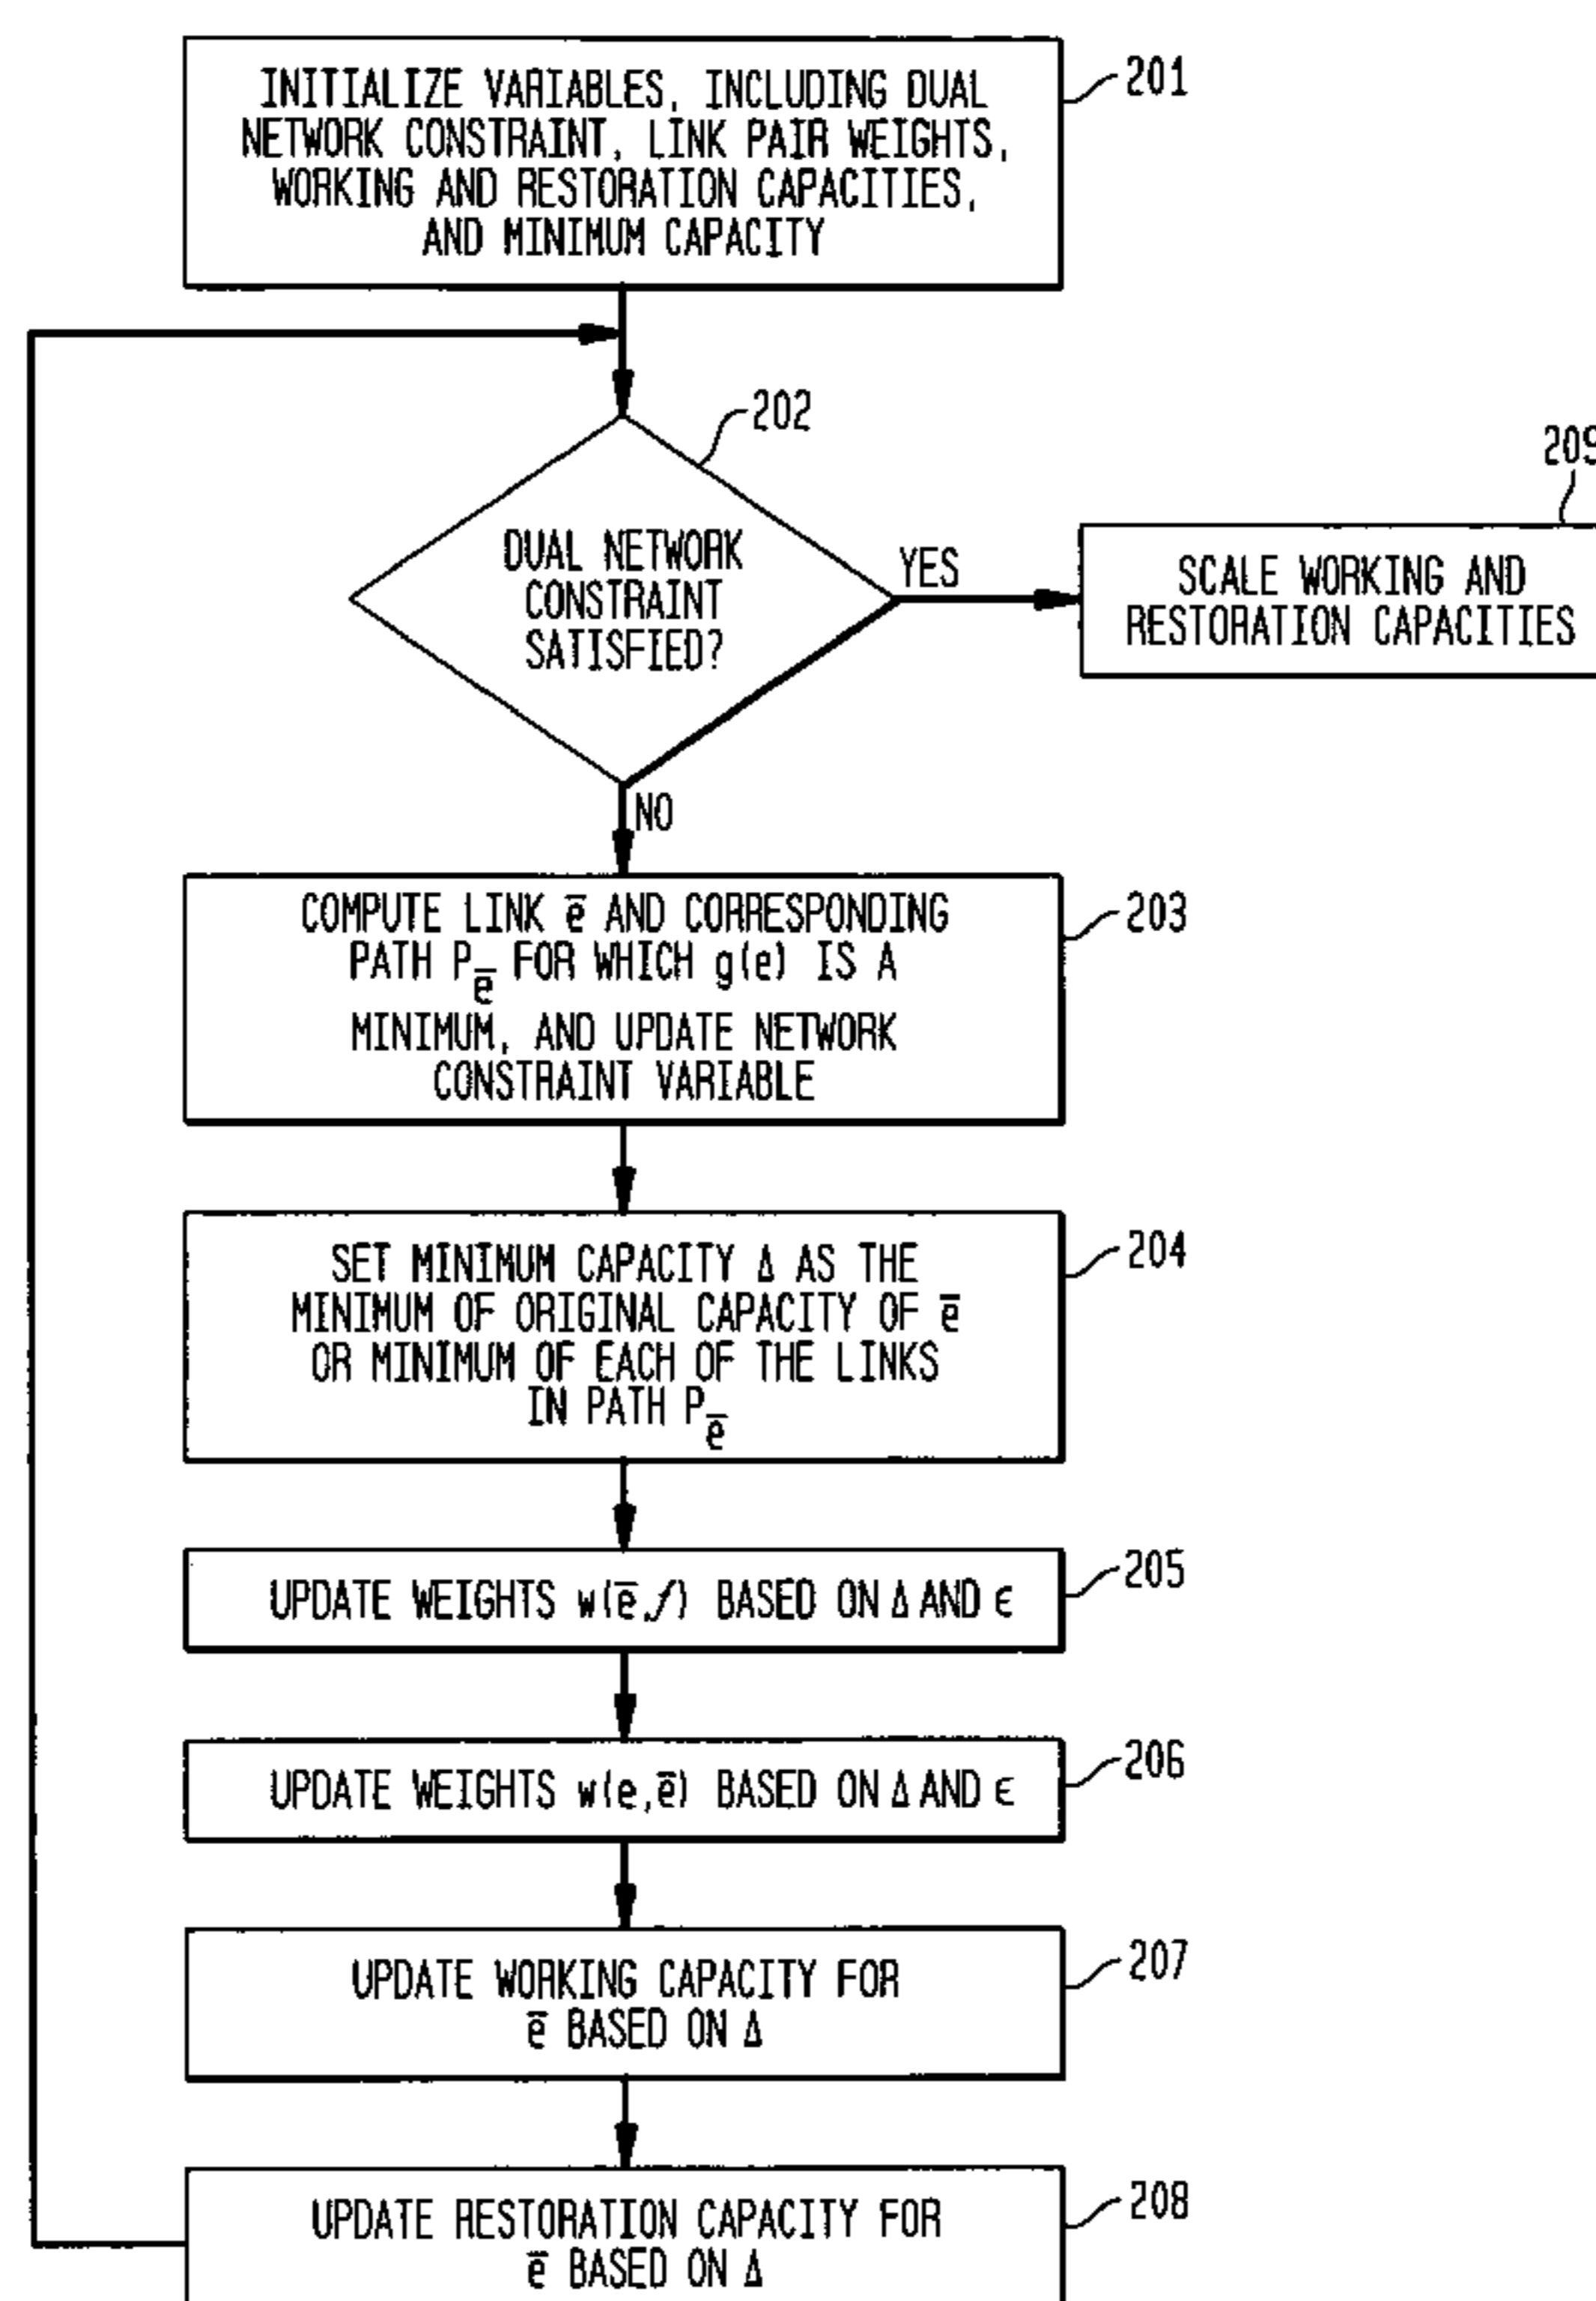 INITIALIZE VARIABLES, INCLUDING DUAL
NETWORK CONSTRAINT, LINK PAIR WEIGHTS,
WORKING AND RESTORATION CAPACITIES,
AND MINIMUM CAPACITY
201
202
DUAL NETWORK
CONSTRAINT
SATISFIED?
YES
209
SCALE WORKING AND
RESTORATION CAPACITIES
NO
COMPUTE LINK ē AND CORRESPONDING
PATH P_ē FOR WHICH g(e) IS A
MINIMUM, AND UPDATE NETWORK
CONSTRAINT VARIABLE
203
SET MINIMUM CAPACITY Δ AS THE
MINIMUM OF ORIGINAL CAPACITY OF ē
OR MINIMUM OF EACH OF THE LINKS
IN PATH P_ē
204
UPDATE WEIGHTS w(ē,f) BASED ON Δ AND ϵ
205
UPDATE WEIGHTS w(e,ē) BASED ON Δ AND ϵ
206
UPDATE WORKING CAPACITY FOR
ē BASED ON Δ
207
UPDATE RESTORATION CAPACITY FOR
ē BASED ON Δ
208